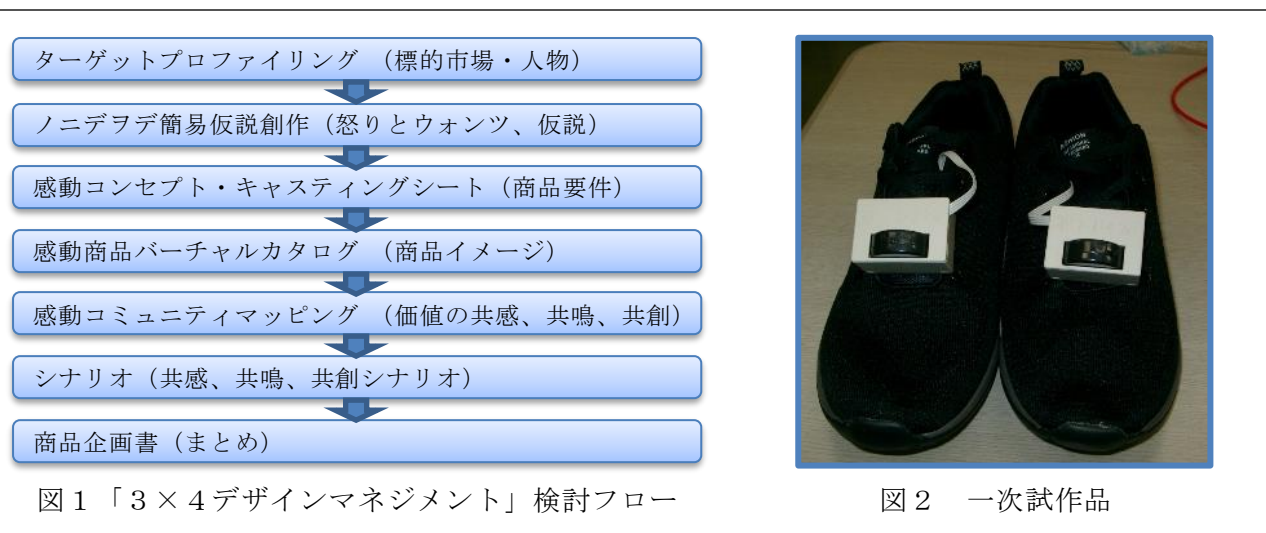 ターゲットプロファイリング （標的市場・人物）
ノニデヲデ簡易仮説創作（怒りとウォンツ、仮説）
感動コンセプト・キャスティングシート（商品要件）
感動商品バーチャルカタログ （商品イメージ）
感動コミュニティマッピング （価値の共感、共鳴、共創）
シナリオ（共感、共鳴、共創シナリオ）
商品企画書（まとめ）
図１「３×４デザインマネジメント」検討フロー
図２　一次試作品